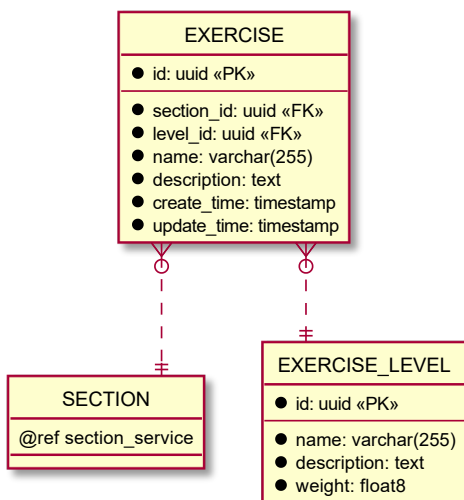 EXERCISE
id: uuid «PK»
section_id: uuid «FK»
level_id: uuid «FK»
name: varchar(255)
description: text
create_time: timestamp
update_time: timestamp
SECTION
@ref section_service
EXERCISE_LEVEL
id: uuid «PK»
name: varchar(255)
description: text
weight: float8